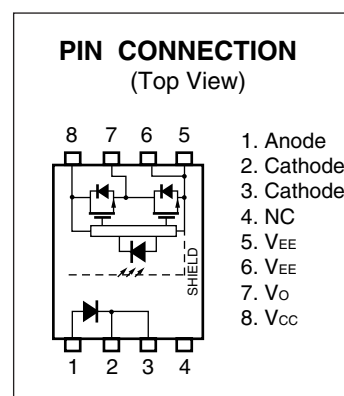 PIN CONNECTION
(Top View)
8 7 6 5
1. Anode
2. Cathode
3. Cathode
4. NC
5. VEE
6. VEE
7. VO
8. VCC
SHIELD
1 2 3 4